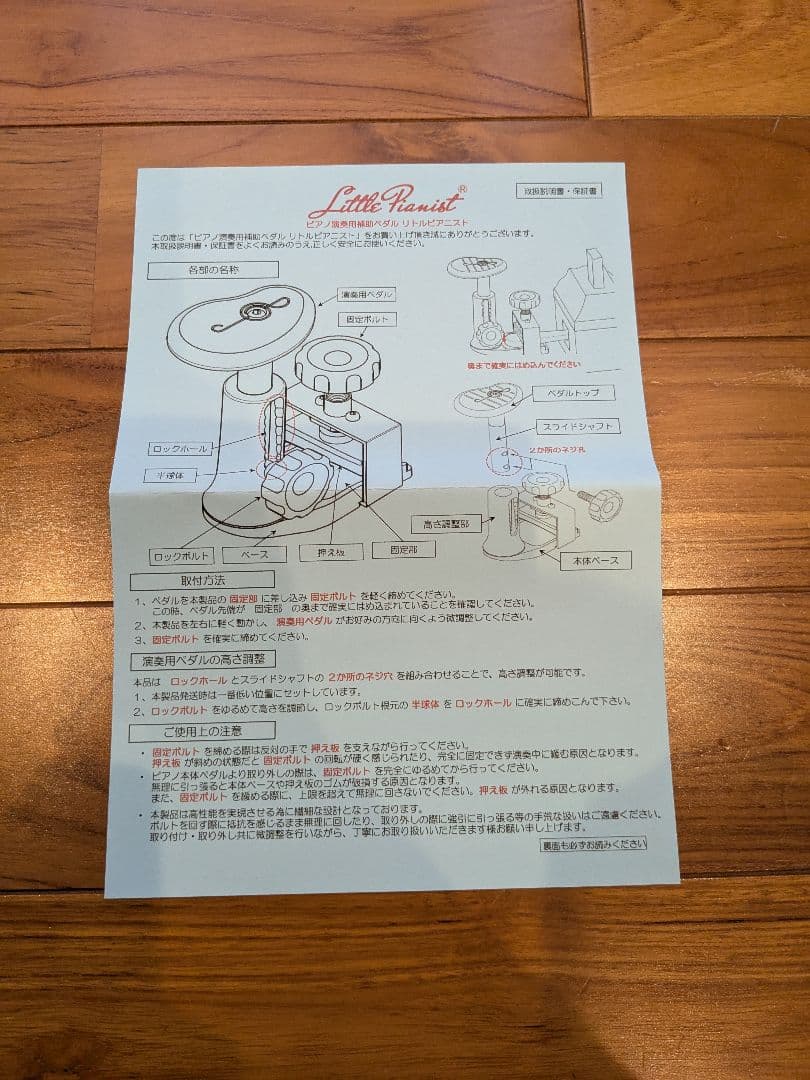 Little Pianist®
取扱説明書・保証書
ピアノ演奏用補助ペダル リトルピアニスト
この度は「ピアノ演奏用補助ペダル リトルピアニスト」をお買い上げ頂き誠にありがとうございます。
本取扱説明書・保証書をよくお読みのうえ、正しく安全にお使いください。
各部の名称
演奏用ペダル
固定ボルト
奥まで確実にはめ込んでください
ペダルトップ
スライドシャフト
2か所のネジ孔
ロックホール
半球体
高さ調整部
ロックボルト
ベース
押え板
固定部
本体ベース
取付方法
1、ペダルを本製品の 固定部 に差し込み 固定ボルト を軽く締めてください。
この時、ペダル先端が 固定部 の奥まで確実にはめ込まれていることを確認してください。
2、本製品を左右に軽く動かし、演奏用ペダル がお好みの方向に向くよう微調整してください。
3、固定ボルト を確実に締めてください。
演奏用ペダルの高さ調整
本品は ロックホール とスライドシャフトの 2か所のネジ穴 を組み合わせることで、高さ調整が可能です。
1、本製品発送時は一番低い位置にセットしています。
2、ロックボルト をゆるめて高さを調節し、ロックボルト根元の 半球体 を ロックホール に確実に締めこんで下さい。
ご使用上の注意
・固定ボルト を締める際は反対の手で 押え板 を支えながら行ってください。
押え板 が斜めの状態だと 固定ボルト の回転が硬く感じられたり、完全に固定できず演奏中に緩む原因となります。
・ピアノ本体ペダルより取り外しの際は、固定ボルト を完全にゆるめてから行ってください。
無理に引っ張ると本体ベースや押え板のゴムが破損する原因となります。
また、固定ボルト を緩める際に、上限を超えて無理に回さないでください。押え板 が外れる原因となります。
・本製品は高性能を実現させる為に繊細な設計となっております。
ボルトを回す際に抵抗を感じるまま無理に回したり、取り外しの際に強引に引っ張る等の手荒な扱いはご遠慮ください。
取り付け・取り外し共に微調整を行いながら、丁寧にお取り扱いいただきます様お願い申し上げます。
裏面も必ずお読みください